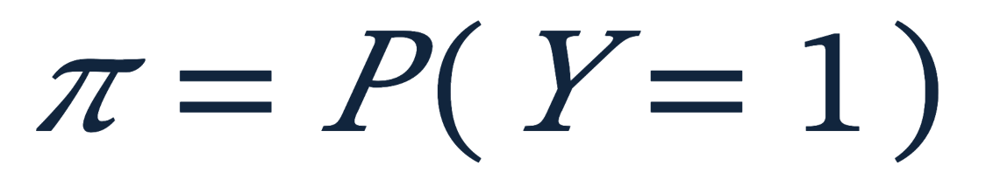 π = P( Y = 1 )